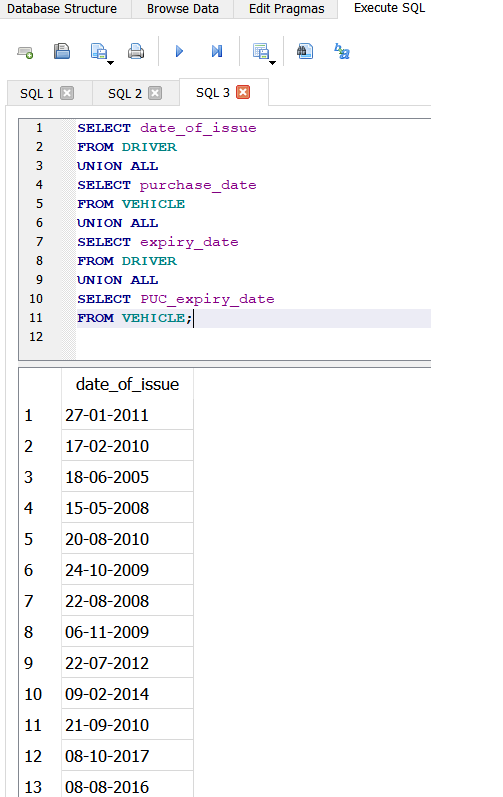 Database Structure Browse Data Edit Pragmas Execute SQL
SQL 1 SQL 2 SQL 3
1 SELECT date_of_issue
2 FROM DRIVER
3 UNION ALL
4 SELECT purchase_date
5 FROM VEHICLE
6 UNION ALL
7 SELECT expiry_date
8 FROM DRIVER
9 UNION ALL
10 SELECT PUC_expiry_date
11 FROM VEHICLE;
12
date_of_issue
1 27-01-2011
2 17-02-2010
3 18-06-2005
4 15-05-2008
5 20-08-2010
6 24-10-2009
7 22-08-2008
8 06-11-2009
9 22-07-2012
10 09-02-2014
11 21-09-2010
12 08-10-2017
13 08-08-2016